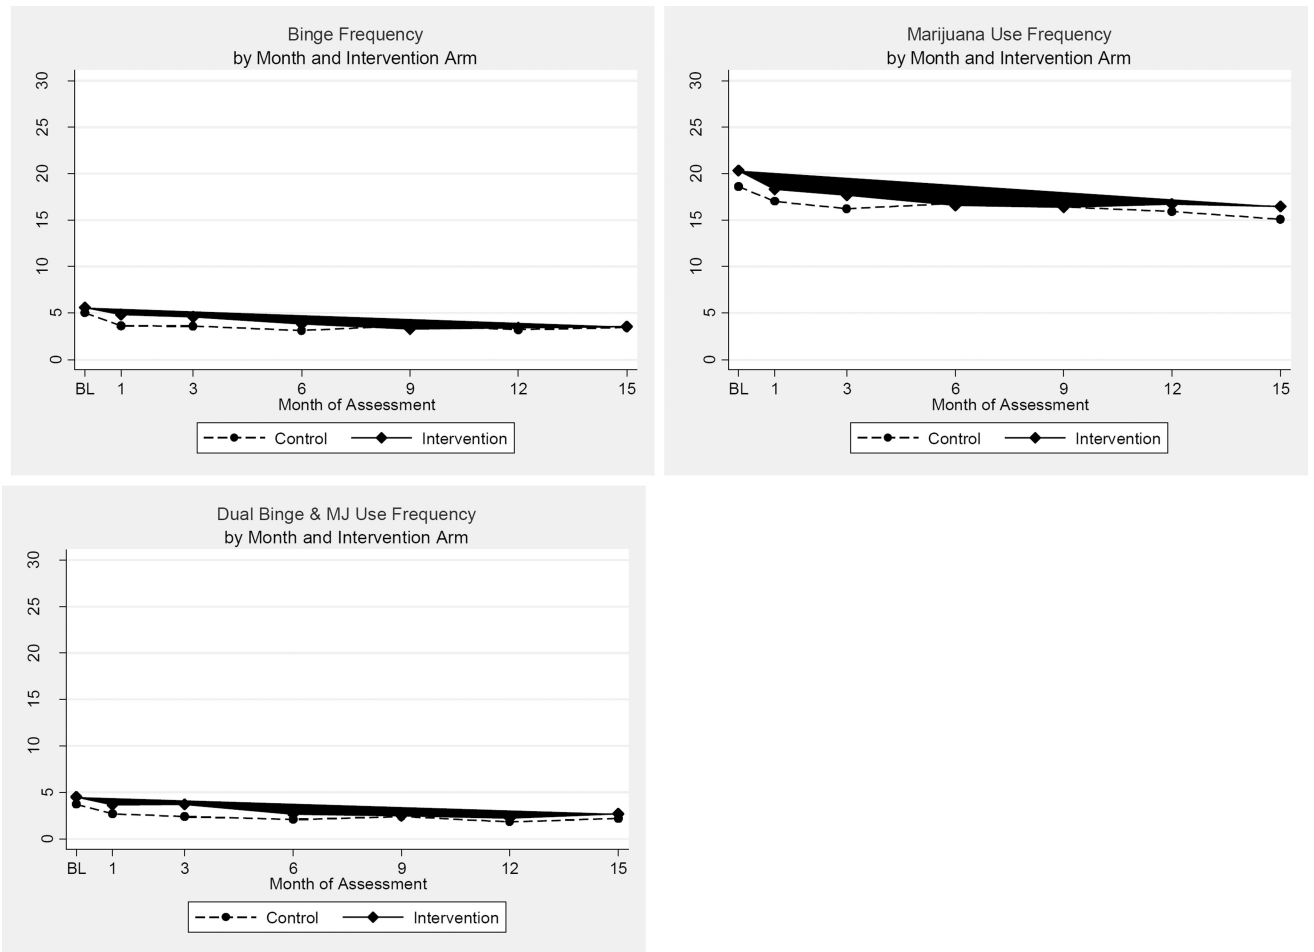 Binge Frequency
by Month and Intervention Arm
30
25
20
15
10
5
0
BL 1 3 6 9 12 15
Month of Assessment
Control Intervention
Marijuana Use Frequency
by Month and Intervention Arm
30
25
20
15
10
5
0
BL 1 3 6 9 12 15
Month of Assessment
Control Intervention
Dual Binge & MJ Use Frequency
by Month and Intervention Arm
30
25
20
15
10
5
0
BL 1 3 6 9 12 15
Month of Assessment
Control Intervention